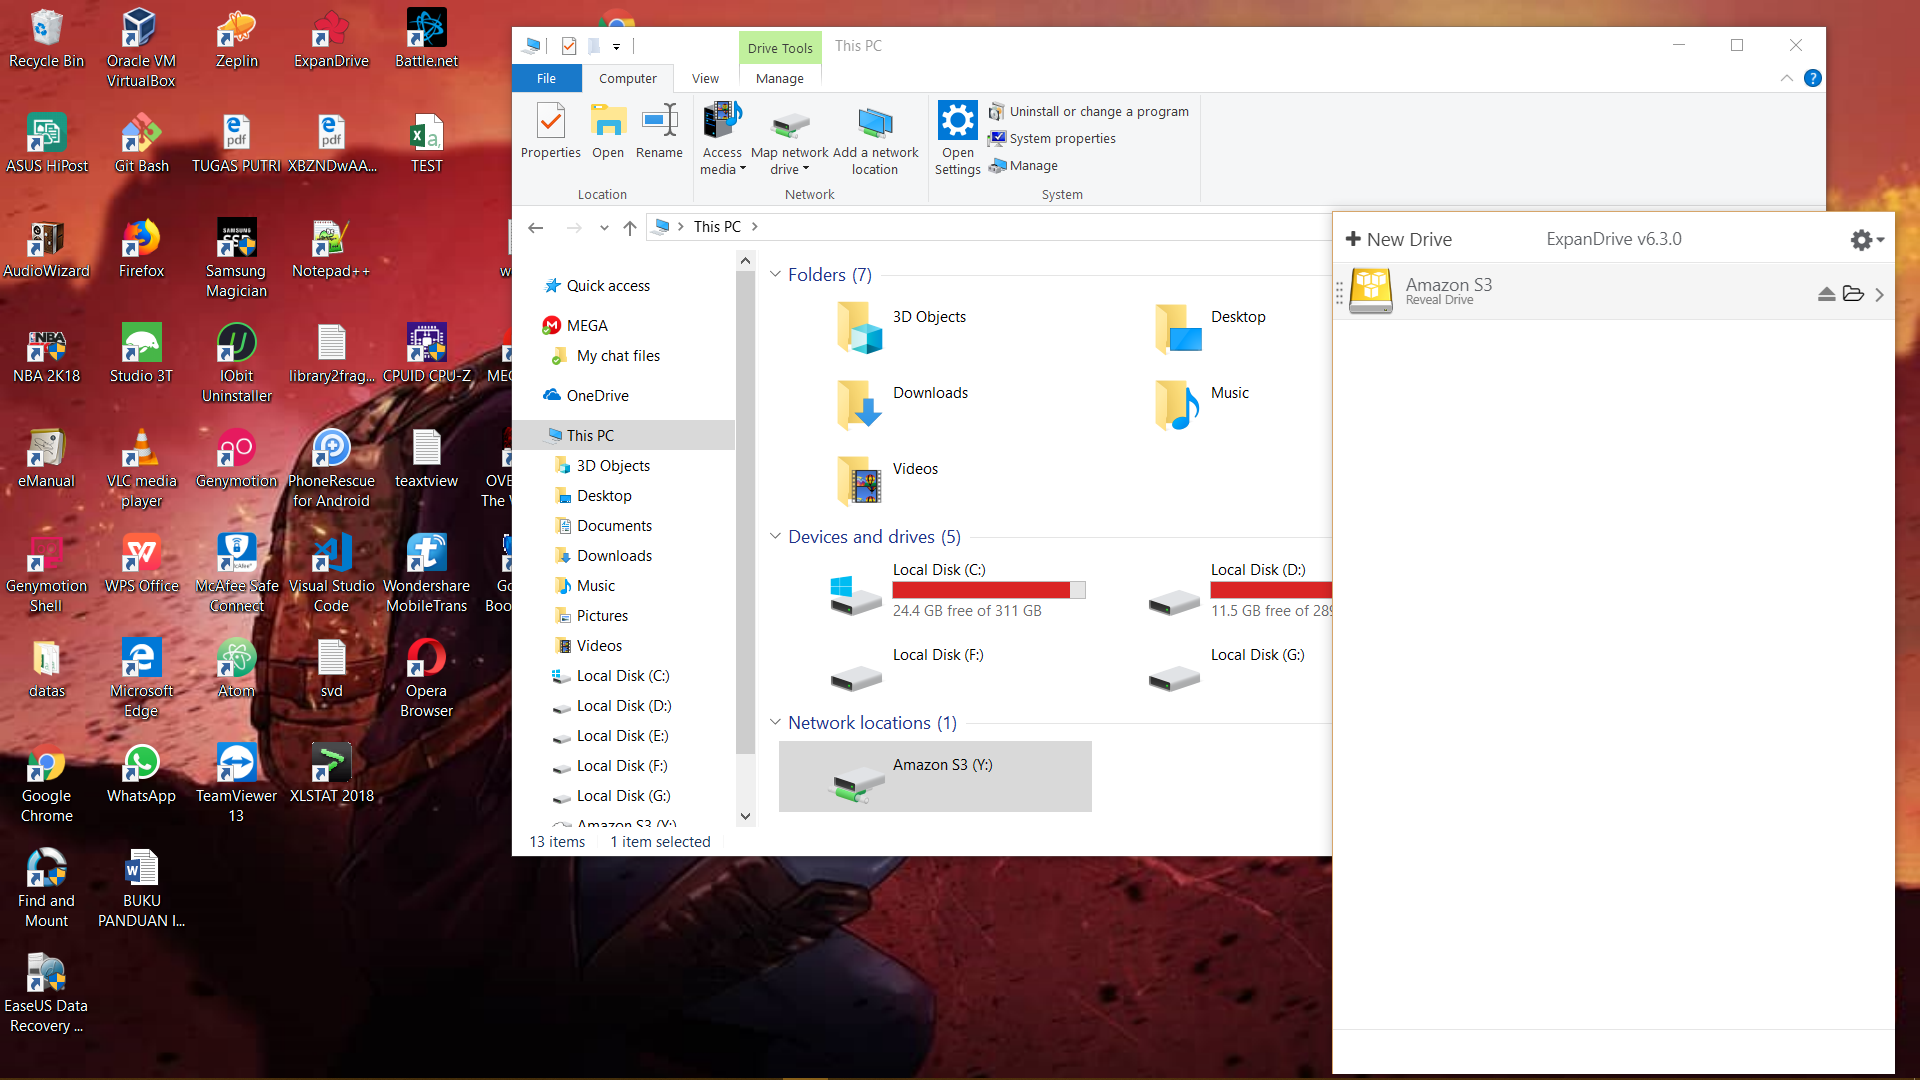 Recycle Bin
Oracle VM
VirtualBox
Zeplin
ExpanDrive
Battle.net
ASUS HiPost
Git Bash
TUGAS PUTRI
XBZNDwAA...
TEST
AudioWizard
Firefox
Samsung
Magician
Notepad++
NBA 2K18
Studio 3T
IObit
Uninstaller
library2frag...
CPUID CPU-Z
eManual
VLC media
player
Genymotion
PhoneRescue
for Android
teaxtview
Genymotion
Shell
WPS Office
McAfee Safe
Connect
Visual Studio
Code
Wondershare
MobileTrans
datas
Microsoft
Edge
Atom
svd
Opera
Browser
Google
Chrome
WhatsApp
TeamViewer
13
XLSTAT 2018
Find and
Mount
BUKU
PANDUAN I...
EaseUS Data
Recovery ...
Drive Tools
This PC
File
Computer
View
Manage
Properties
Open
Rename
Location
Access
media
Map network
drive
Add a network
location
Network
Open
Settings
Uninstall or change a program
System properties
Manage
System
This PC
Quick access
MEGA
My chat files
OneDrive
This PC
3D Objects
Desktop
Documents
Downloads
Music
Pictures
Videos
Local Disk (C:)
Local Disk (D:)
Local Disk (E:)
Local Disk (F:)
Local Disk (G:)
Amazon S3 (Y:)
Folders (7)
3D Objects
Desktop
Downloads
Music
Videos
Devices and drives (5)
Local Disk (C:)
24.4 GB free of 311 GB
Local Disk (D:)
11.5 GB free of 289
Local Disk (F:)
Local Disk (G:)
Network locations (1)
Amazon S3 (Y:)
13 items
1 item selected
New Drive
ExpanDrive v6.3.0
Amazon S3
Reveal Drive